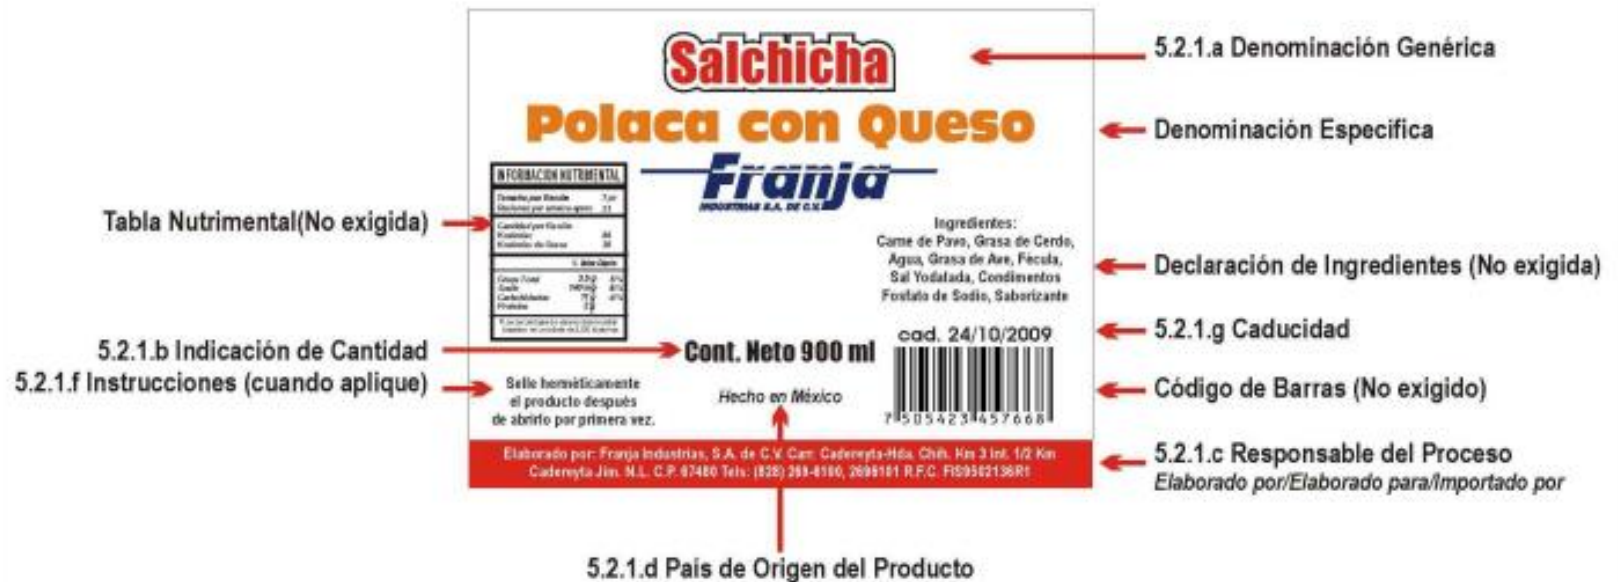 Salchicha
Polaca con Queso
Franja
INDUSTRIAS S.A. DE C.V.
INFORMACION NUTRIMENTAL
Ingredientes:
Carne de Pavo, Grasa de Cerdo,
Agua, Grasa de Ave, Fécula,
Sal Yodatada, Condimentos
Fosfato de Sodio, Saborizante
cad. 24/10/2009
Cont. Neto 900 ml
Selle herméticamente
el producto después
de abrirlo por primera vez.
Hecho en México
7 505423 457668
Elaborado por: Franja Industrias, S.A. de C.V. Carr. Cadereyta-Hda. Chih. Km 3 Int. 1/2 Km
Cadereyta Jim. N.L. C.P. 67480 Tels: (828) 269-6100, 2696101 R.F.C.
Tabla Nutrimental(No exigida)
5.2.1.b Indicación de Cantidad
5.2.1.f Instrucciones (cuando aplique)
5.2.1.a Denominación Genérica
Denominación Especifica
Declaración de Ingredientes (No exigida)
5.2.1.g Caducidad
Código de Barras (No exigido)
5.2.1.c Responsable del Proceso
Elaborado por/Elaborado para/Importado por
5.2.1.d País de Origen del Producto